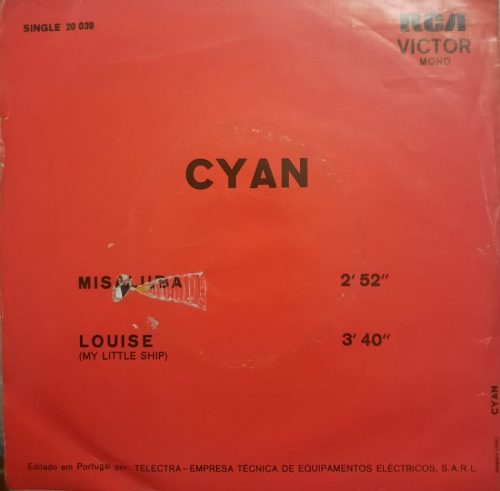 SINGLE 20 039
RCA
VICTOR
MONO
CYAN
2' 52"
LOUISE
3' 40"
(MY LITTLE SHIP)
CYAN
Editado em Portugal por: TELECTRA – EMPRESA TÉCNICA DE EQUIPAMENTOS ELÉCTRICOS, S.A.R.L.